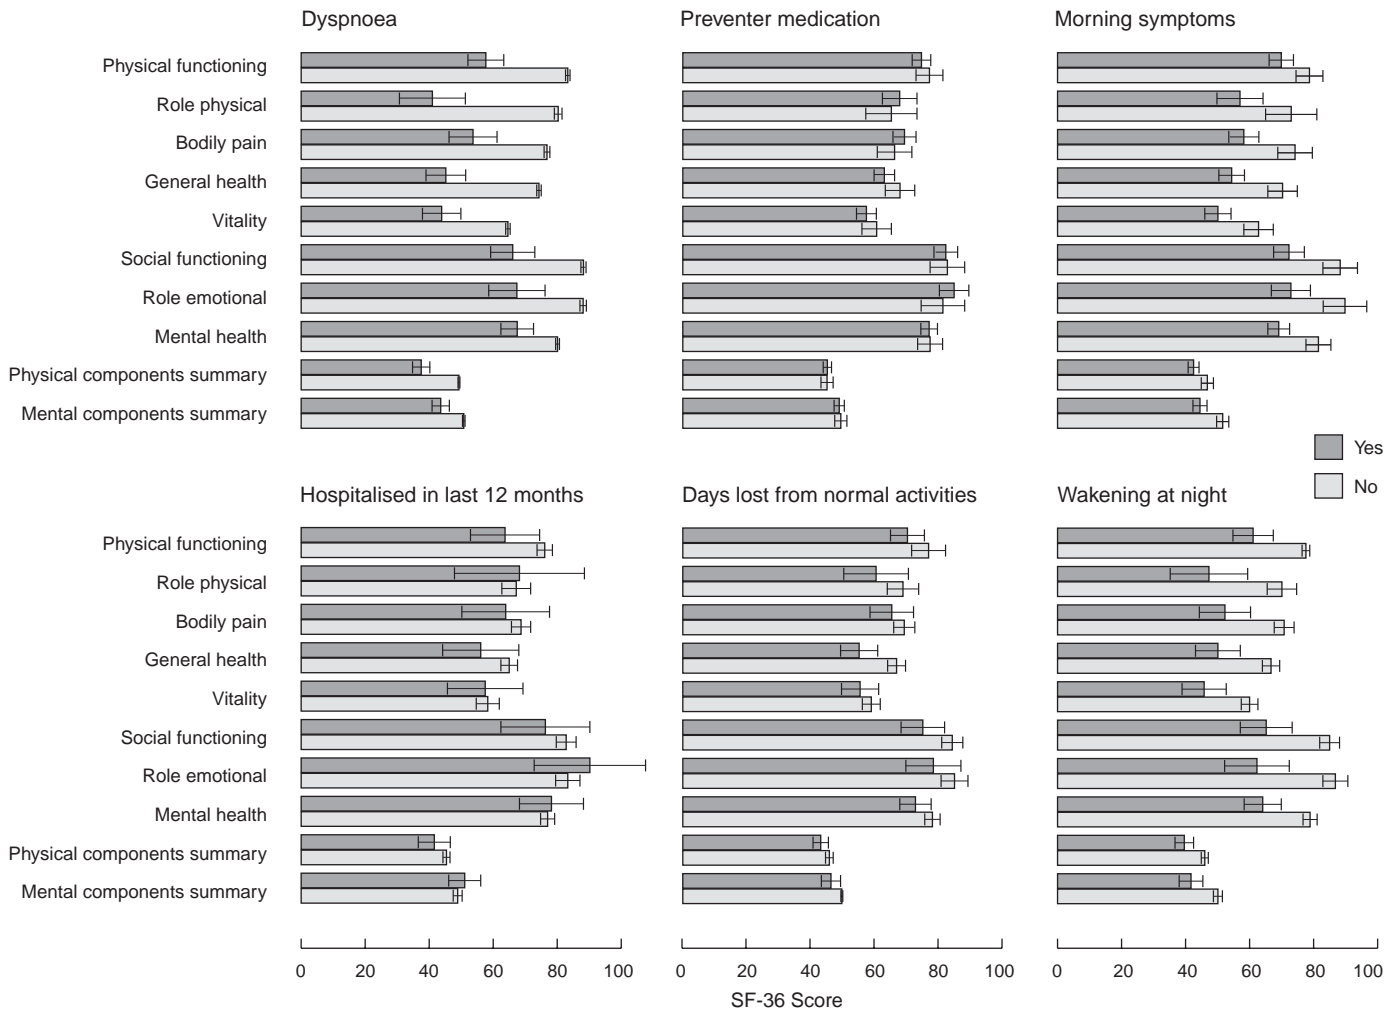 Dyspnoea
Preventer medication
Morning symptoms
Physical functioning
Role physical
Bodily pain
General health
Vitality
Social functioning
Role emotional
Mental health
Physical components summary
Mental components summary
Yes
No
Hospitalised in last 12 months
Days lost from normal activities
Wakening at night
Physical functioning
Role physical
Bodily pain
General health
Vitality
Social functioning
Role emotional
Mental health
Physical components summary
Mental components summary
0 20 40 60 80 100
0 20 40 60 80 100
0 20 40 60 80 100
SF-36 Score